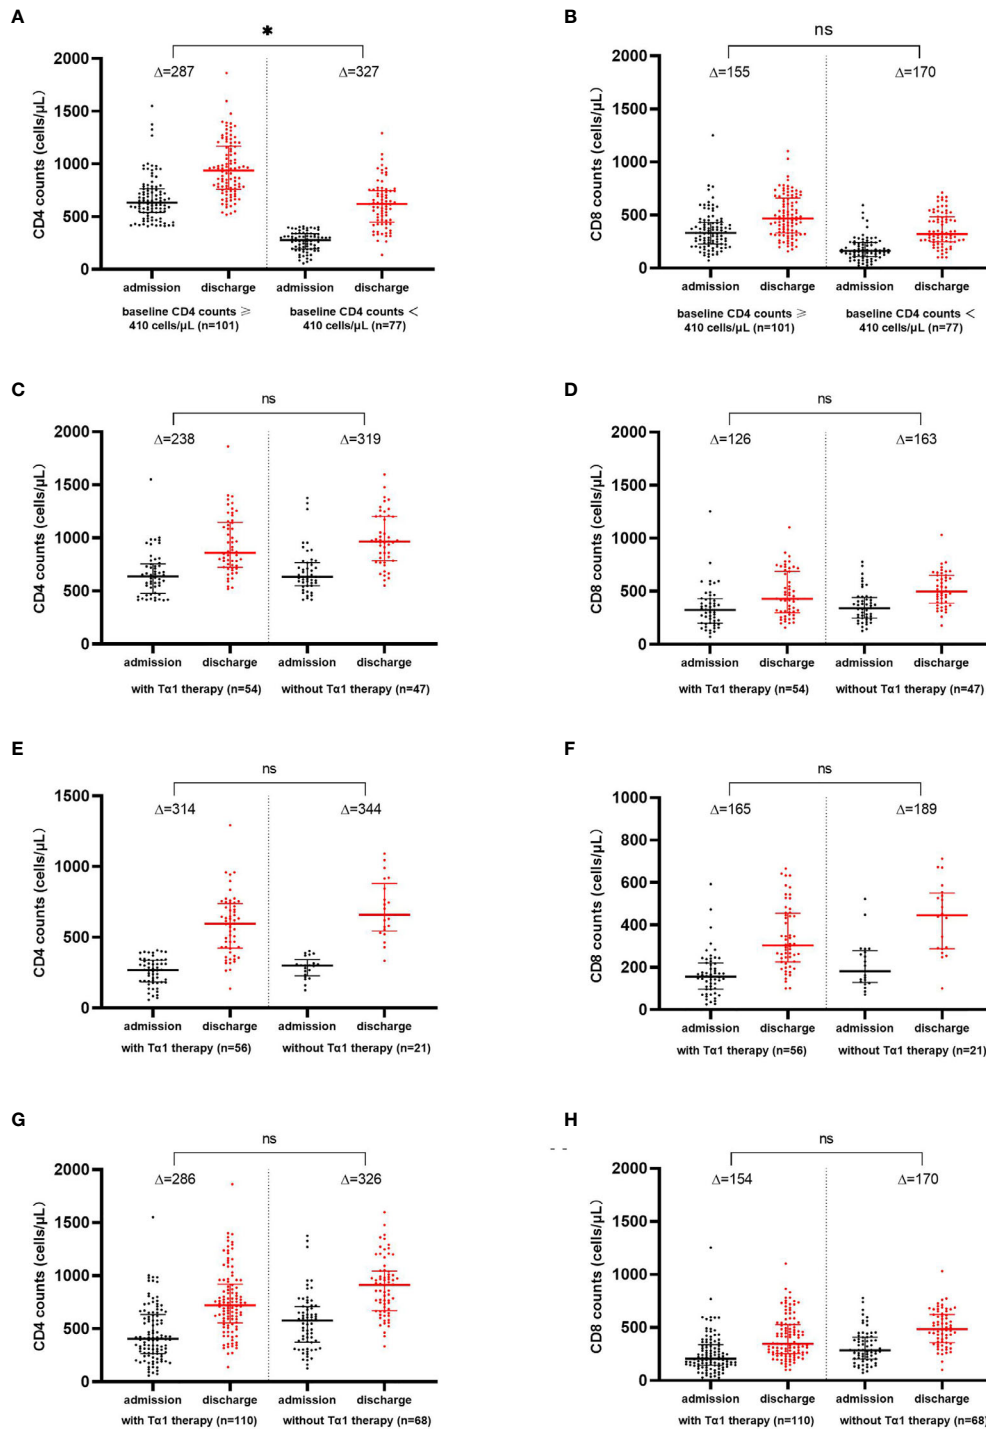 A
*
Δ=287
Δ=327
CD4 counts (cells/μL)
2000
1500
1000
500
0
admission
discharge
admission
discharge
baseline CD4 counts ≥
410 cells/μL (n=101)
baseline CD4 counts <
410 cells/μL (n=77)
B
ns
Δ=155
Δ=170
CD8 counts (cells/μL)
2000
1500
1000
500
0
admission
discharge
admission
discharge
baseline CD4 counts ≥
410 cells/μL (n=101)
baseline CD4 counts <
410 cells/μL (n=77)
C
ns
Δ=238
Δ=319
CD4 counts (cells/μL)
2000
1500
1000
500
0
admission
discharge
admission
discharge
with Tα1 therapy (n=54)
without Tα1 therapy (n=47)
D
ns
Δ=126
Δ=163
CD8 counts (cells/μL)
2000
1500
1000
500
0
admission
discharge
admission
discharge
with Tα1 therapy (n=54)
without Tα1 therapy (n=47)
E
ns
Δ=314
Δ=344
CD4 counts (cells/μL)
1500
1000
500
0
admission
discharge
admission
discharge
with Tα1 therapy (n=56)
without Tα1 therapy (n=21)
F
ns
Δ=165
Δ=189
CD8 counts (cells/μL)
1000
800
600
400
200
0
admission
discharge
admission
discharge
with Tα1 therapy (n=56)
without Tα1 therapy (n=21)
G
ns
Δ=286
Δ=326
CD4 counts (cells/μL)
2000
1500
1000
500
0
admission
discharge
admission
discharge
with Tα1 therapy (n=110)
without Tα1 therapy (n=68)
H
ns
Δ=154
Δ=170
CD8 counts (cells/μL)
2000
1500
1000
500
0
admission
discharge
admission
discharge
with Tα1 therapy (n=110)
without Tα1 therapy (n=68)